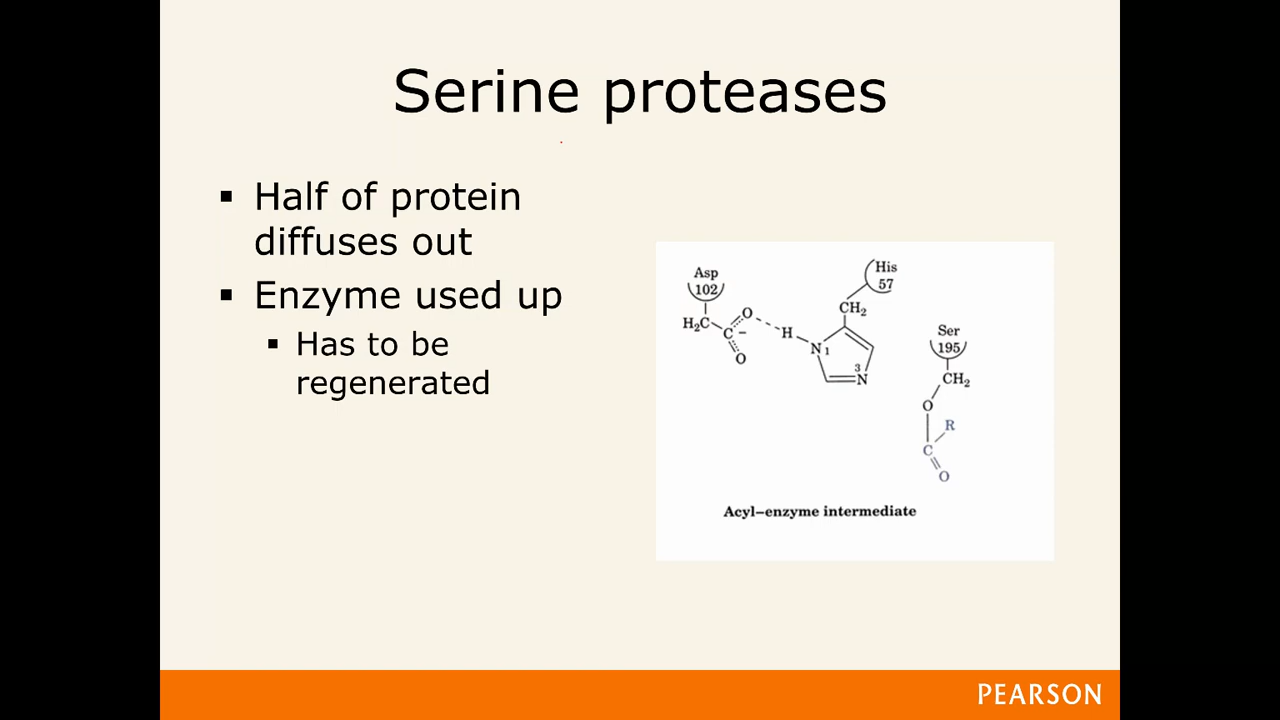 Serine proteases
▪ Half of protein
diffuses out
▪ Enzyme used up
▪ Has to be
regenerated
Asp
102
H₂C
C
O
−
O
H
N 1
3
N
CH₂
His
57
Ser
195
CH₂
O
R
C
O
Acyl–enzyme intermediate
PEARSON